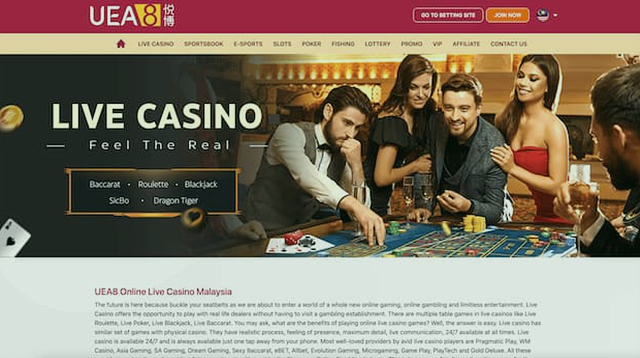 UEA8 悦博
GO TO BETTING SITE JOIN NOW
LIVE CASINO SPORTSBOOK E-SPORTS SLOTS POKER FISHING LOTTERY PROMO VIP AFFILIATE CONTACT US
LIVE CASINO
Feel The Real
Baccarat • Roulette • Blackjack
SicBo • Dragon Tiger
UEA8 Online Live Casino Malaysia
The future is here because buckle your seatbelts as we are about to enter a world of a whole new online gaming, online gambling and limitless entertainment. Live
Casino offers the opportunity to play with real life dealers without having to visit a gambling establishment. There are multiple table games in live casinos like Live
Roulette, Live Poker, Live Blackjack, Live Baccarat. You may ask, what are the benefits of playing online live casino games? Well, the answer is easy. Live casino has
similar set of games with physical casino. They have realistic process, feeling of presence, maximum detail, live communication, 24/7 available at all times. Live
casino is available 24/7 and is always available just one tap away from your phone. Most well-loved providers by avid live casino players are Pragmatic Play, WM
Casino, Asia Gaming, SA Gaming, Dream Gaming, Sexy Baccarat, eBET, Allbet, Evolution Gaming, Microgaming, Game Play, PlayTech and Gold Deluxe. All these